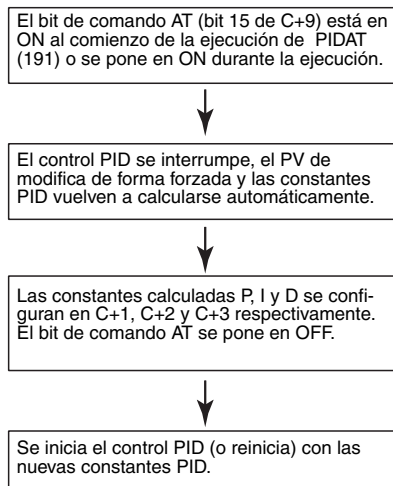 El bit de comando AT (bit 15 de C+9) está en
ON al comienzo de la ejecución de PIDAT
(191) o se pone en ON durante la ejecución.
El control PID se interrumpe, el PV de
modifica de forma forzada y las constantes
PID vuelven a calcularse automáticamente.
Las constantes calculadas P, I y D se confi-
guran en C+1, C+2 y C+3 respectivamente.
El bit de comando AT se pone en OFF.
Se inicia el control PID (o reinicia) con las
nuevas constantes PID.